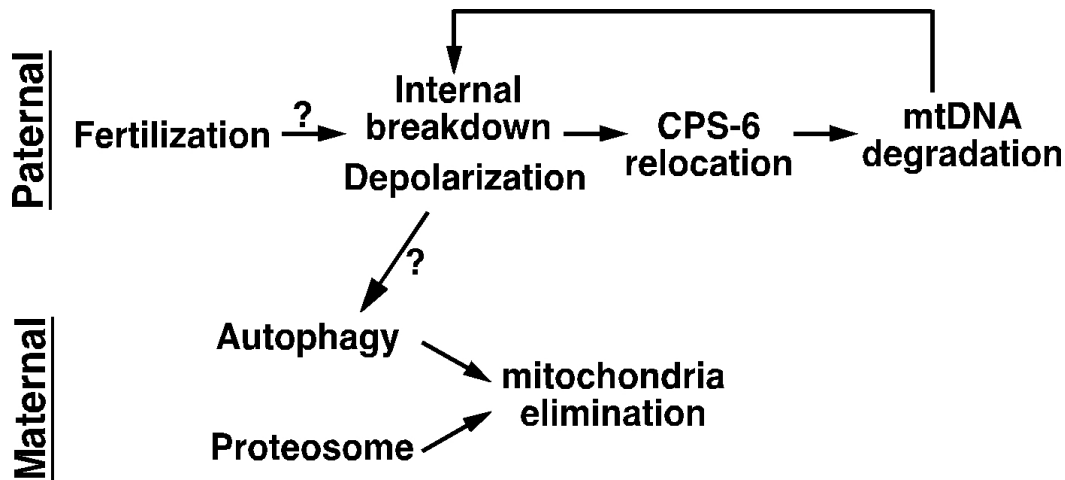 Paternal
Fertilization
?
Internal
breakdown
Depolarization
CPS-6
relocation
mtDNA
degradation
?
Maternal
Autophagy
Proteosome
mitochondria
elimination